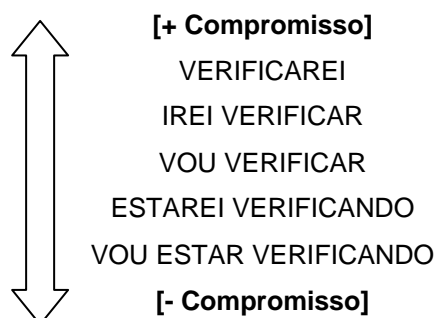 [+ Compromisso]
VERIFICAREI
IREI VERIFICAR
VOU VERIFICAR
ESTAREI VERIFICANDO
VOU ESTAR VERIFICANDO
[- Compromisso]